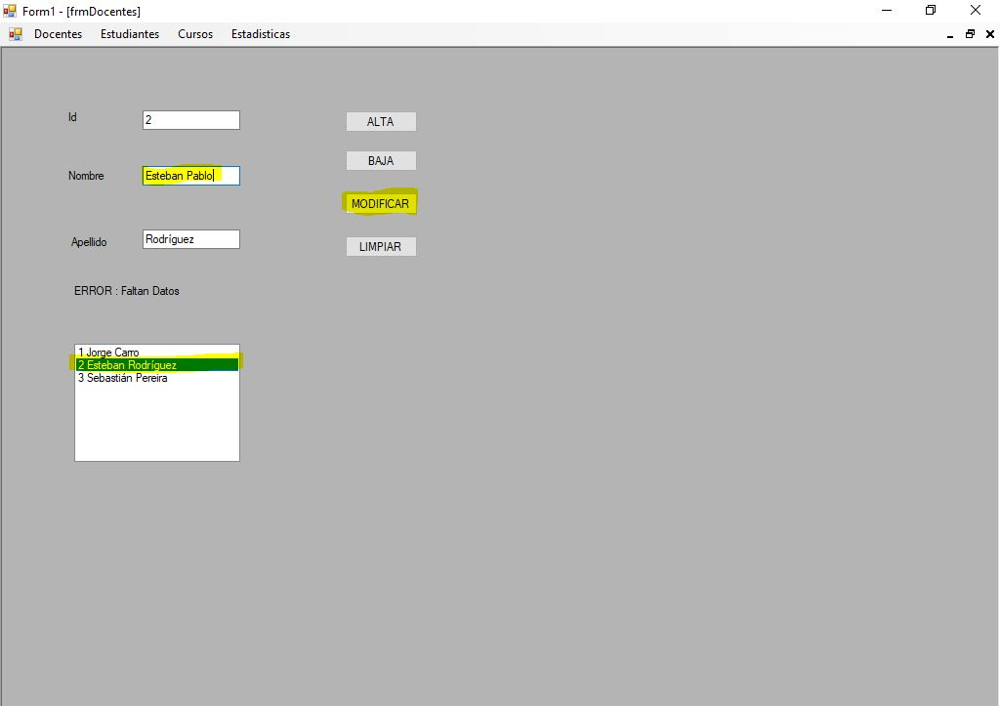 Form1 - [frmDocentes]
Docentes Estudiantes Cursos Estadisticas
Id 2 ALTA
BAJA
Nombre Esteban Pablo
MODIFICAR
Apellido Rodríguez LIMPIAR
ERROR : Faltan Datos
1 Jorge Carro
2 Esteban Rodríguez
3 Sebastián Pereira